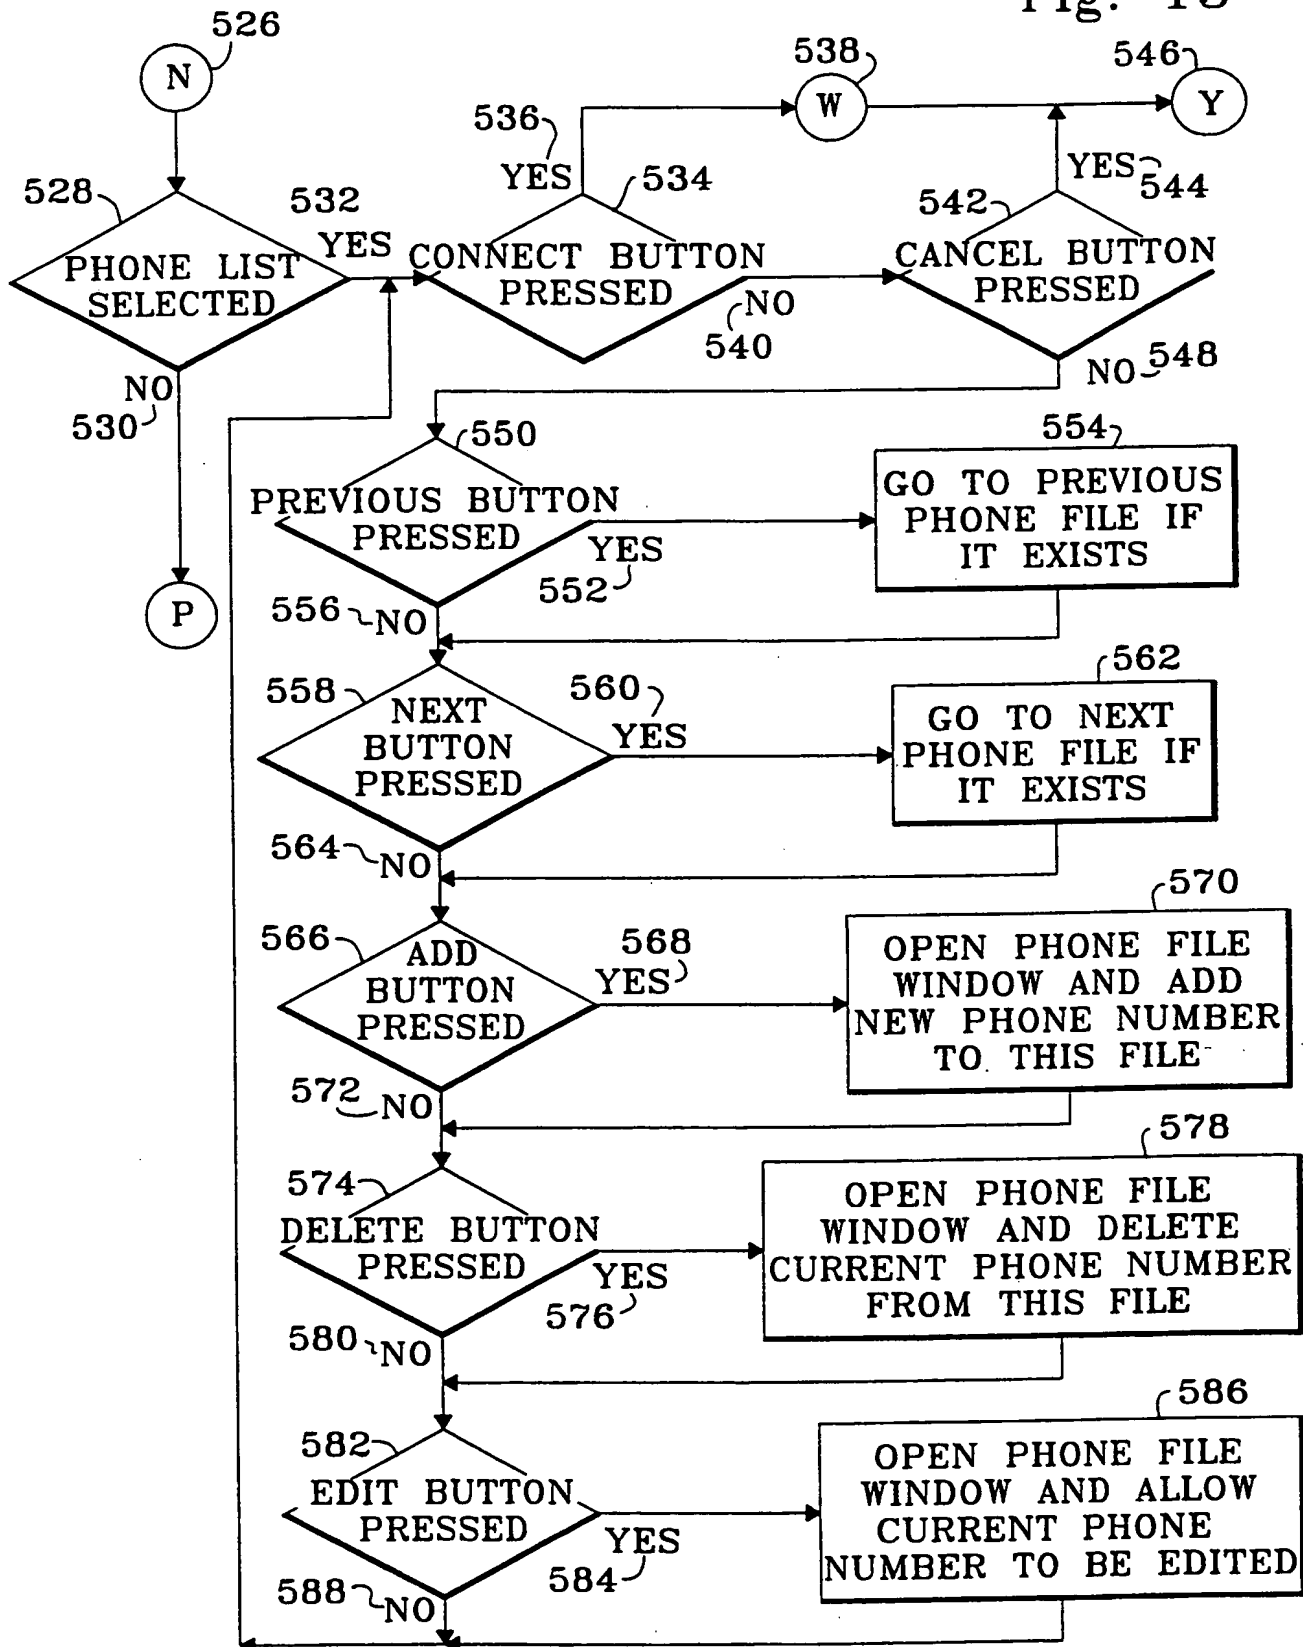 Fig. 18
526
N
538
W
546
Y
536
YES
534
YES
544
528
532
YES
542
PHONE LIST
SELECTED
CONNECT BUTTON
PRESSED
CANCEL BUTTON
PRESSED
NO
540
NO
530
NO
548
550
554
PREVIOUS BUTTON
PRESSED
GO TO PREVIOUS
PHONE FILE IF
IT EXISTS
YES
552
P
556
NO
558
560
562
NEXT
BUTTON
PRESSED
YES
GO TO NEXT
PHONE FILE IF
IT EXISTS
564
NO
566
568
570
ADD
BUTTON
PRESSED
YES
OPEN PHONE FILE
WINDOW AND ADD
NEW PHONE NUMBER
TO THIS FILE
572
NO
574
578
DELETE BUTTON
PRESSED
OPEN PHONE FILE
WINDOW AND DELETE
CURRENT PHONE NUMBER
FROM THIS FILE
YES
576
580
NO
582
586
EDIT BUTTON
PRESSED
OPEN PHONE FILE
WINDOW AND ALLOW
CURRENT PHONE
NUMBER TO BE EDITED
YES
584
588
NO